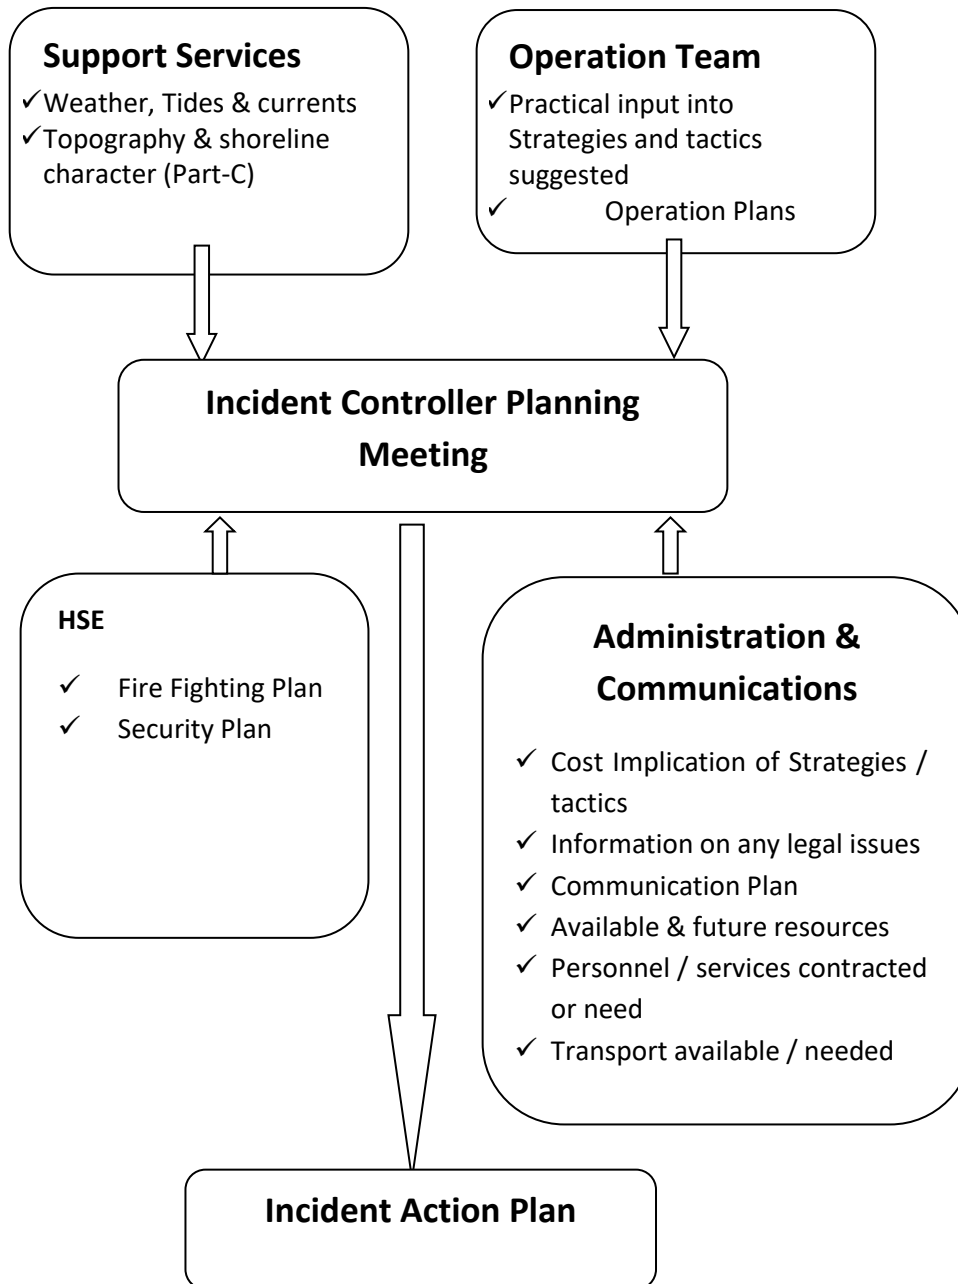 Support Services
✓Weather, Tides & currents
✓Topography & shoreline
character (Part-C)
Operation Team
✓Practical input into
Strategies and tactics
suggested
✓ Operation Plans
Incident Controller Planning
Meeting
HSE
✓ Fire Fighting Plan
✓ Security Plan
Administration &
Communications
✓ Cost Implication of Strategies /
tactics
✓ Information on any legal issues
✓ Communication Plan
✓ Available & future resources
✓ Personnel / services contracted
or need
✓ Transport available / needed
Incident Action Plan